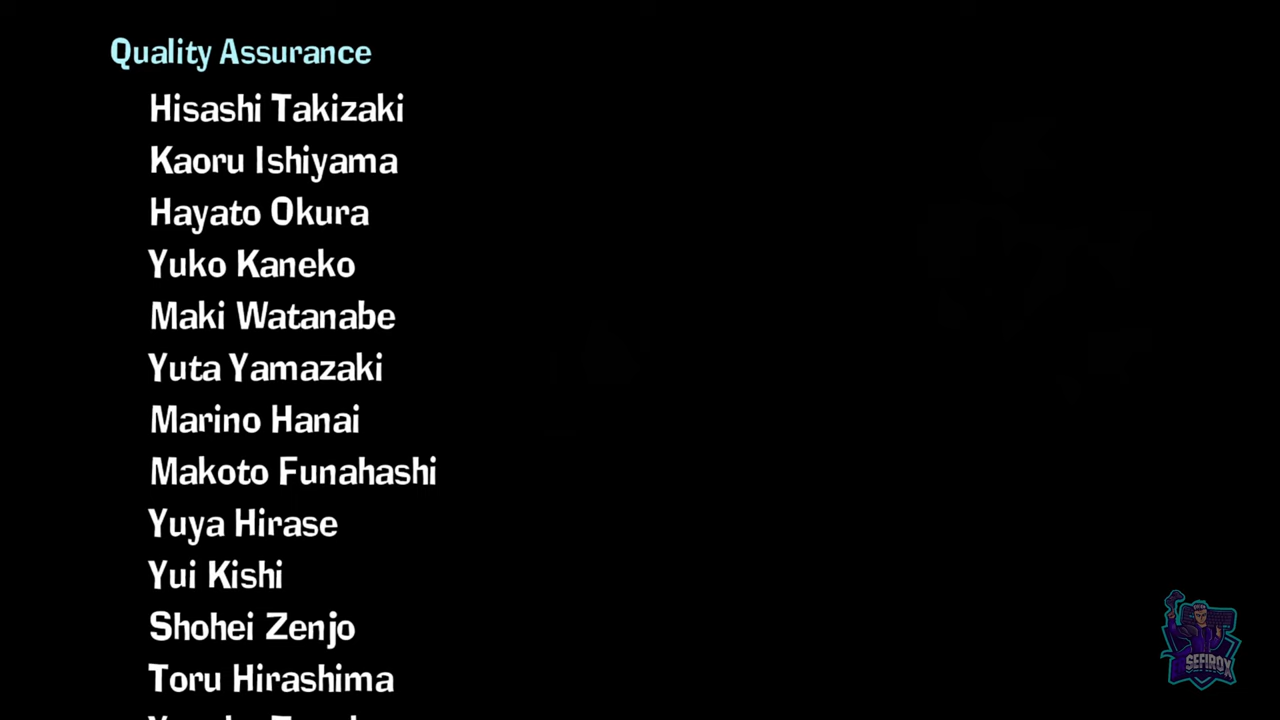 Quality Assurance
Hisashi Takizaki
Kaoru Ishiyama
Hayato Okura
Yuko Kaneko
Maki Watanabe
Yuta Yamazaki
Marino Hanai
Makoto Funahashi
Yuya Hirase
Yui Kishi
Shohei Zenjo
Toru Hirashima
SEFIROX